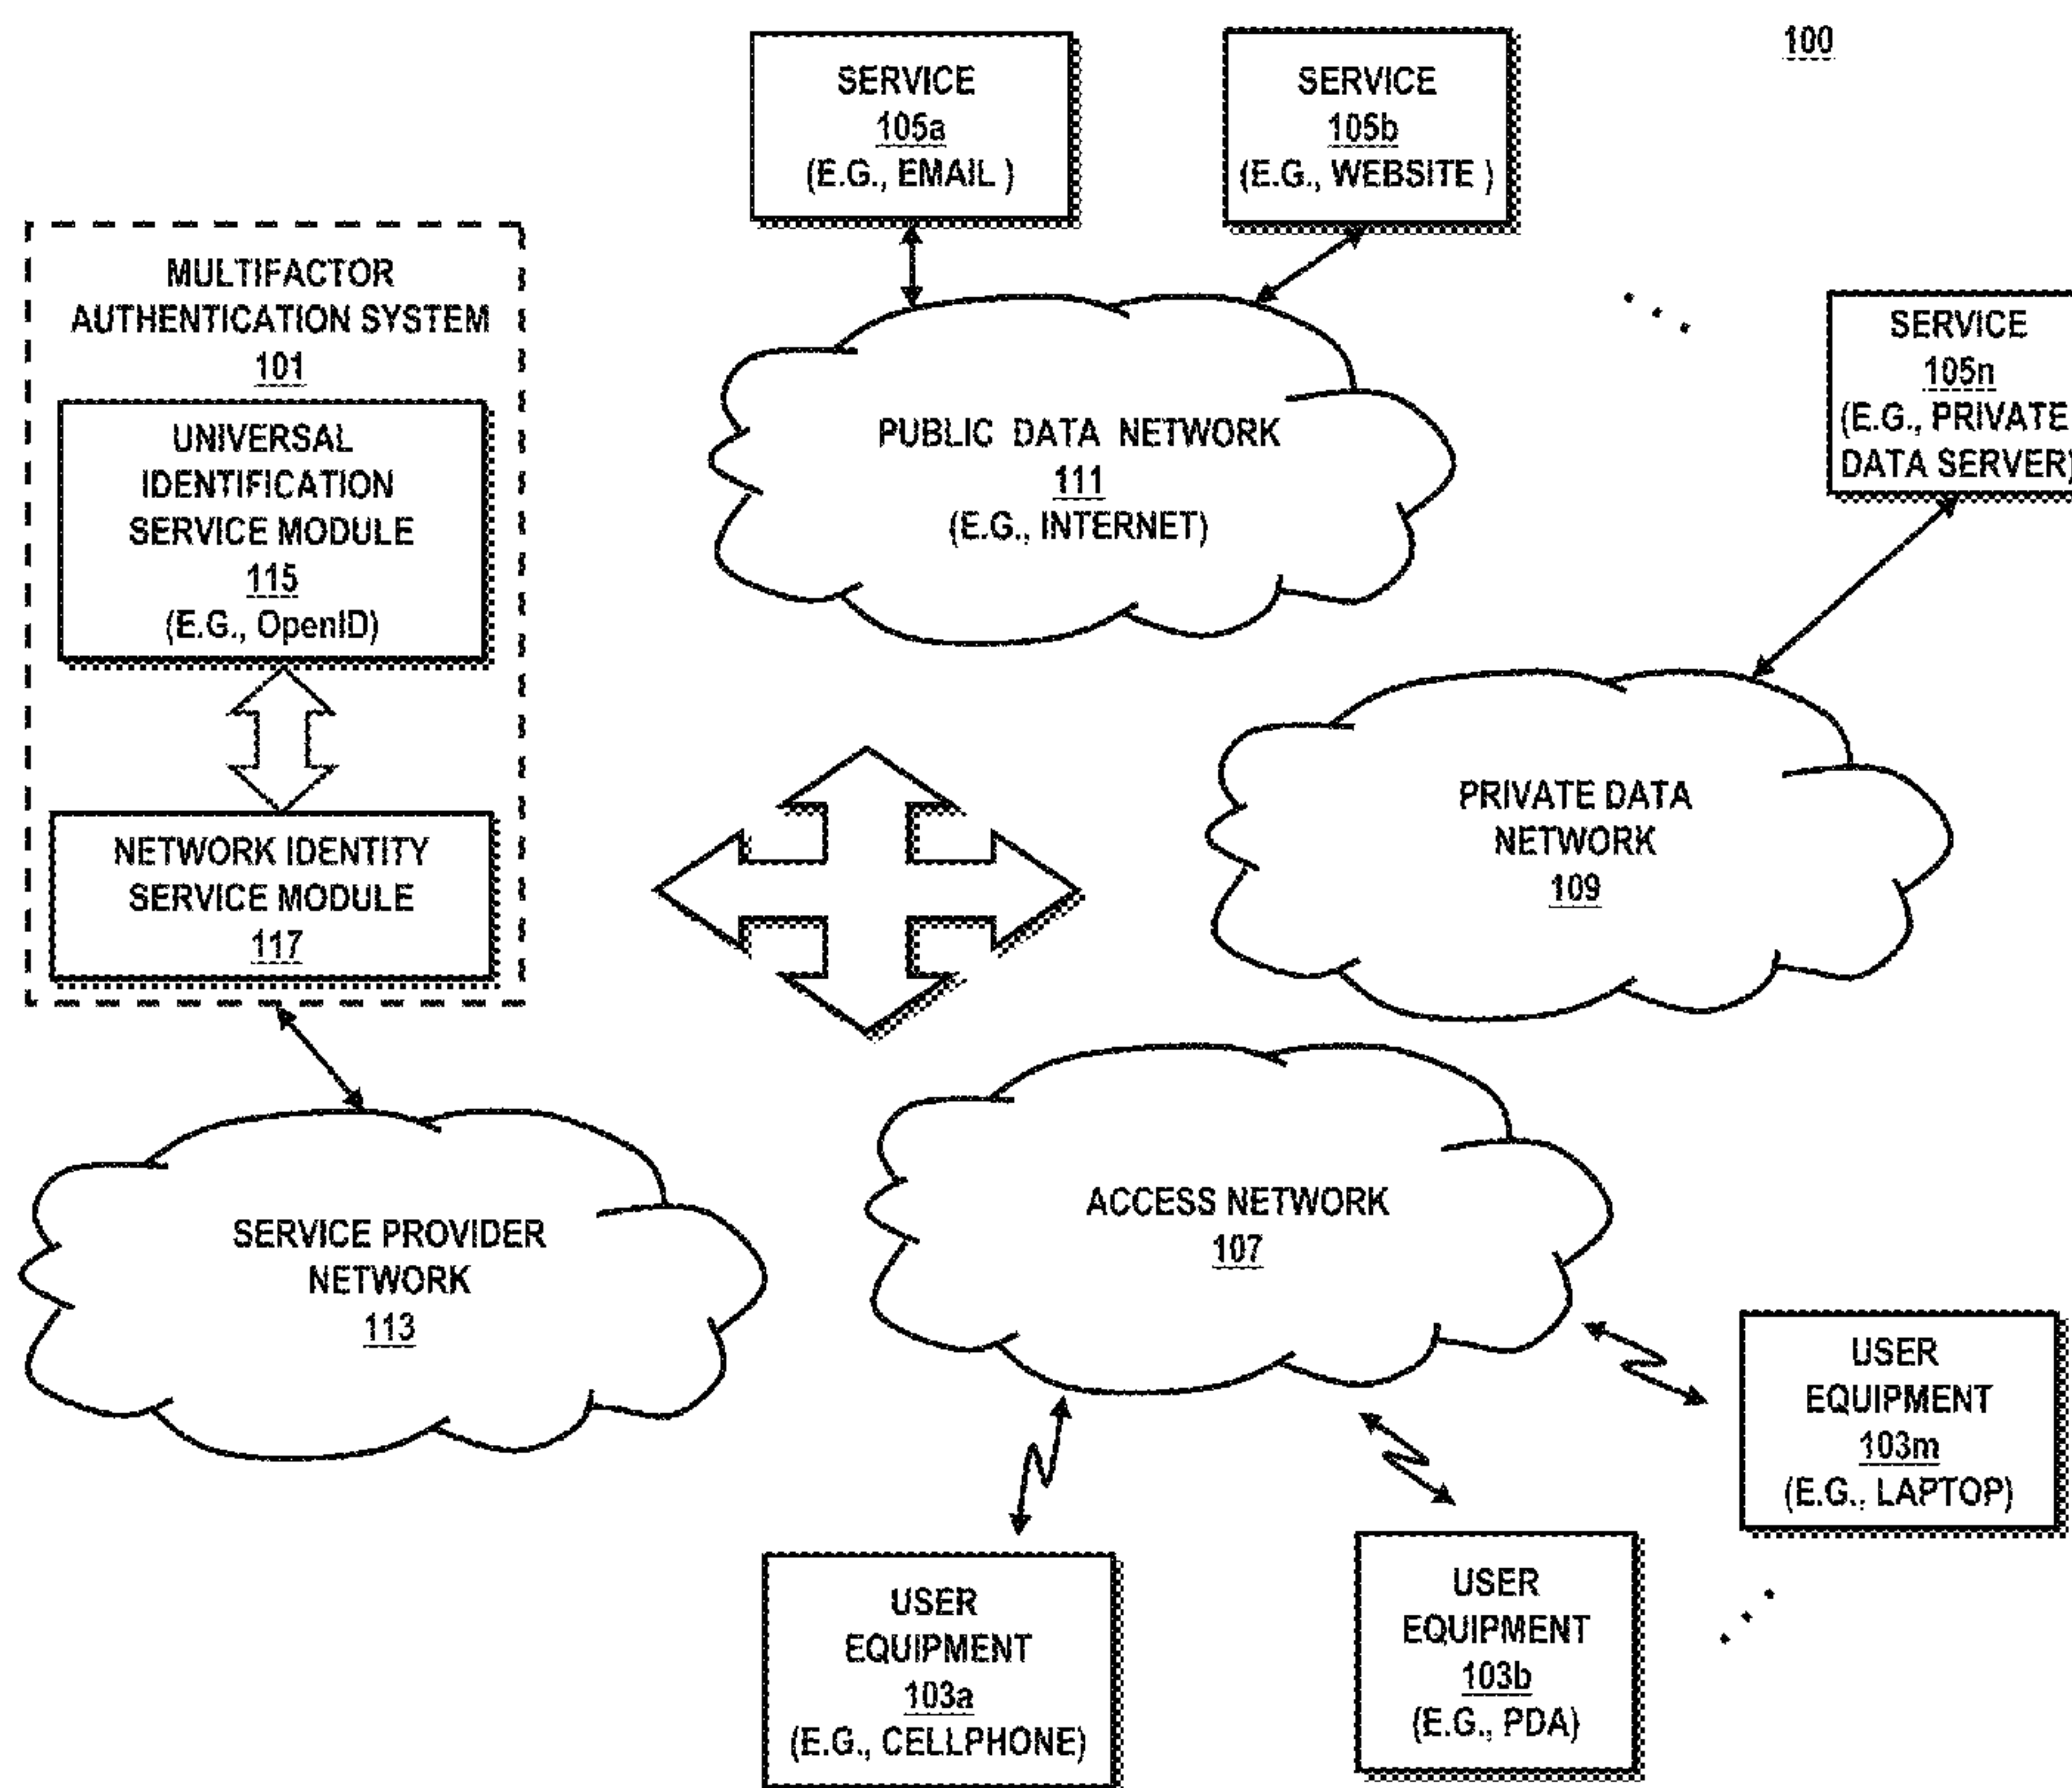 100
SERVICE
105a
(E.G., EMAIL )
SERVICE
105b
(E.G., WEBSITE )
SERVICE
105n
(E.G., PRIVATE
DATA SERVER)
MULTIFACTOR
AUTHENTICATION SYSTEM
101
UNIVERSAL
IDENTIFICATION
SERVICE MODULE
115
(E.G., OpenID)
NETWORK IDENTITY
SERVICE MODULE
117
PUBLIC DATA NETWORK
111
(E.G., INTERNET)
PRIVATE DATA
NETWORK
109
SERVICE PROVIDER
NETWORK
113
ACCESS NETWORK
107
USER
EQUIPMENT
103a
(E.G., CELLPHONE)
USER
EQUIPMENT
103b
(E.G., PDA)
USER
EQUIPMENT
103m
(E.G., LAPTOP)